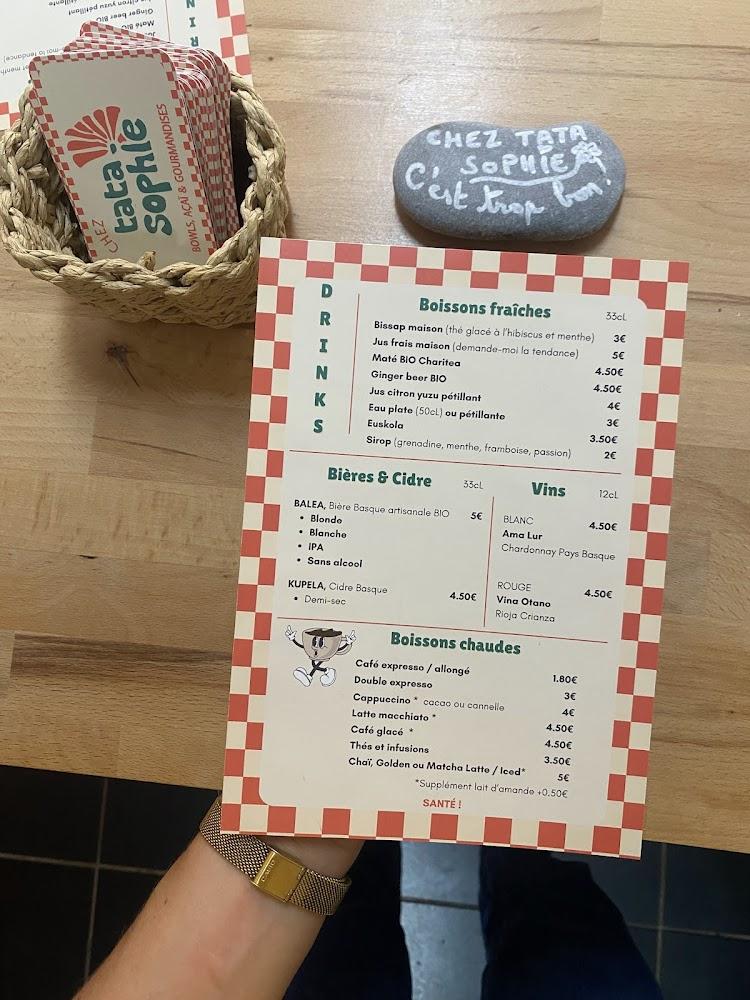 Ginger beer BIO
Maté BIO
CHEZ
tata
sophie
BOWLS, AÇAÏ & GOURMANDISES
CHEZ TATA
SOPHIE
C'est trop bon!
DRINKS
Boissons fraîches 33cL
Bissap maison (thé glacé à l'hibiscus et menthe) 3€
Jus frais maison (demande-moi la tendance) 5€
Maté BIO Charitea 4.50€
Ginger beer BIO 4.50€
Jus citron yuzu pétillant 4€
Eau plate (50cL) ou pétillante 3€
Euskola 3.50€
Sirop (grenadine, menthe, framboise, passion) 2€
Bières & Cidre 33cL
BALEA, Bière Basque artisanale BIO 5€
• Blonde
• Blanche
• IPA
• Sans alcool
KUPELA, Cidre Basque 4.50€
• Demi-sec
Vins 12cL
BLANC 4.50€
Ama Lur
Chardonnay Pays Basque
ROUGE 4.50€
Vina Otano
Rioja Crianza
Boissons chaudes
Café expresso / allongé 1.80€
Double expresso 3€
Cappuccino * cacao ou cannelle 4€
Latte macchiato * 4.50€
Café glacé * 4.50€
Thés et infusions 3.50€
Chaï, Golden ou Matcha Latte / Iced* 5€
*Supplément lait d'amande +0.50€
SANTÉ !